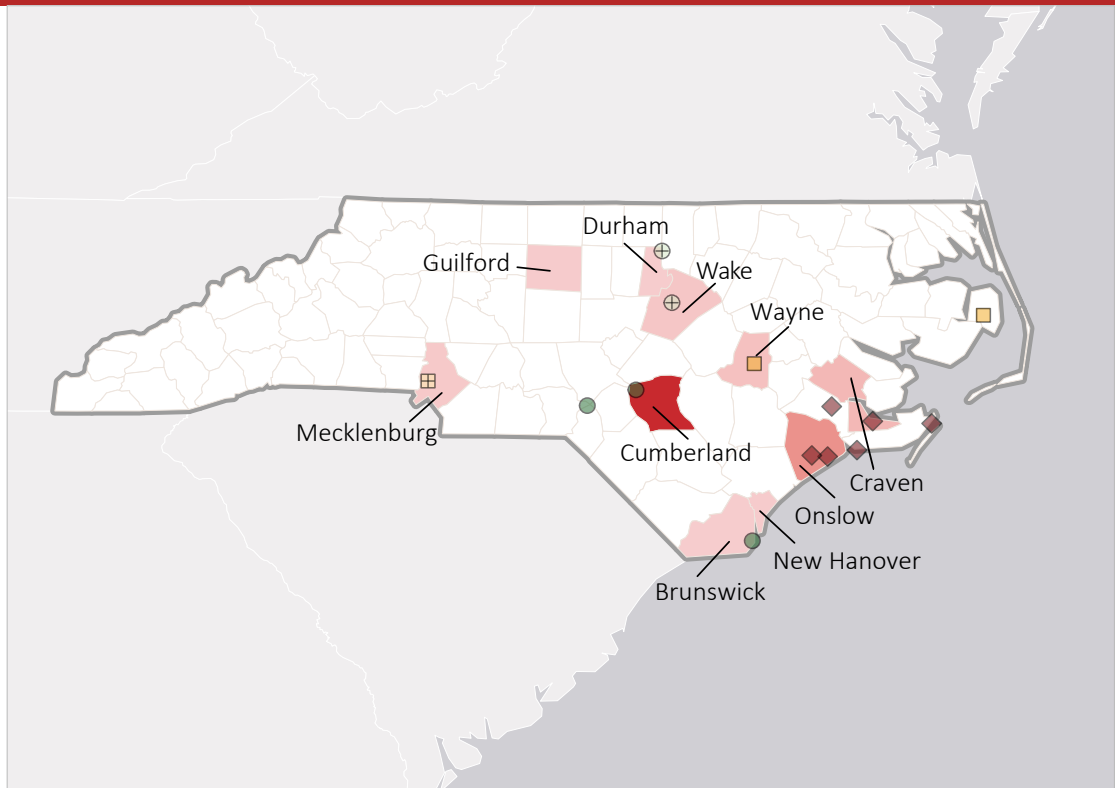 Durham
Guilford
Wake
Wayne
Mecklenburg
Cumberland
Craven
Onslow
New Hanover
Brunswick